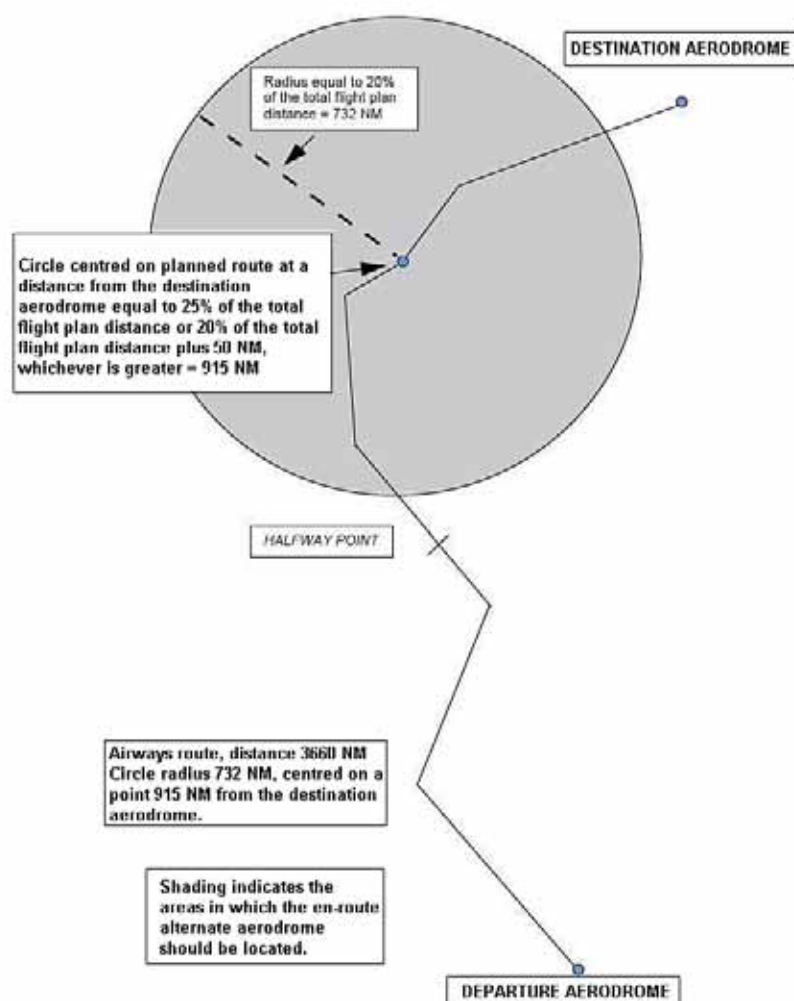 DESTINATION AERODROME
Radius equal to 20%
of the total flight plan
distance = 732 NM
Circle centred on planned route at a
distance from the destination
aerodrome equal to 25% of the total
flight plan distance or 20% of the total
flight plan distance plus 50 NM,
whichever is greater = 915 NM
HALFWAY POINT
Airways route, distance 3660 NM
Circle radius 732 NM, centred on a
point 915 NM from the destination
aerodrome.
Shading indicates the
areas in which the en-route
alternate aerodrome
should be located.
DEPARTURE AERODROME